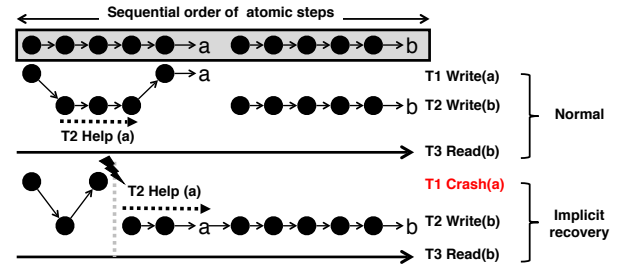 Sequential order of atomic steps
a b
a T1 Write(a)
b T2 Write(b)
Normal
T2 Help (a)
T3 Read(b)
T1 Crash(a)
T2 Help (a)
a b T2 Write(b)
Implicit
recovery
T3 Read(b)